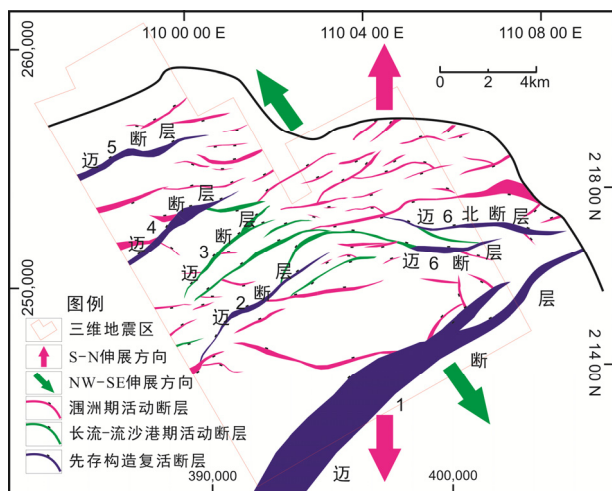 110 00 00 E
110 04 00 E
110 08 00 E
260,000
250,000
0 2 4km
2 18 00 N
2 14 00 N
迈5断层
迈4断层
迈3断层
迈2断层
迈6北断层
迈6断层
迈1断层
图例
三维地震区
S-N伸展方向
NW-SE伸展方向
涠洲期活动断层
长流-流沙港期活动断层
先存构造复活断层
390,000
400,000